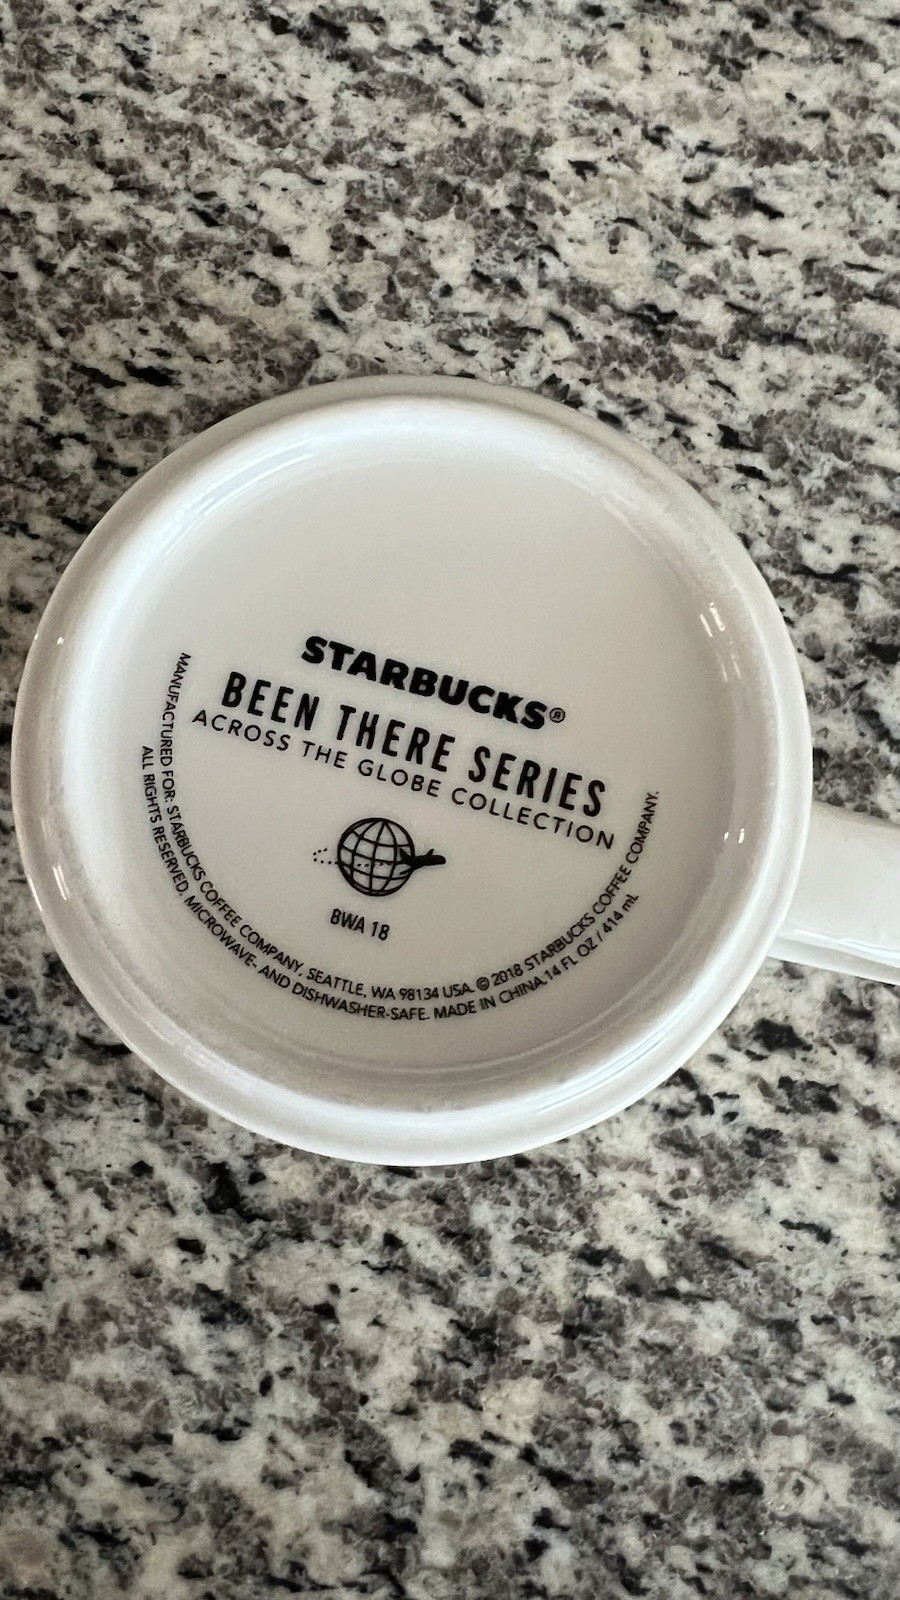 STARBUCKS®
BEEN THERE SERIES
ACROSS THE GLOBE COLLECTION
BWA 18
MANUFACTURED FOR: STARBUCKS COFFEE COMPANY, SEATTLE, WA 98134 USA. © 2018 STARBUCKS COFFEE COMPANY.
ALL RIGHTS RESERVED. MICROWAVE- AND DISHWASHER-SAFE. MADE IN CHINA. 14 FL OZ / 414 mL